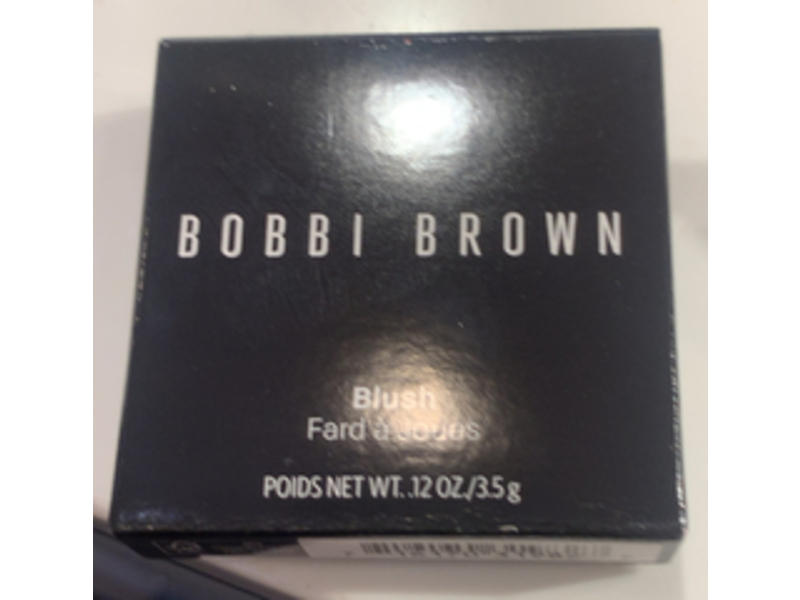 BOBBI BROWN
Blush
Fard à Joues
POIDS NET WT. .12 OZ./3.5 g